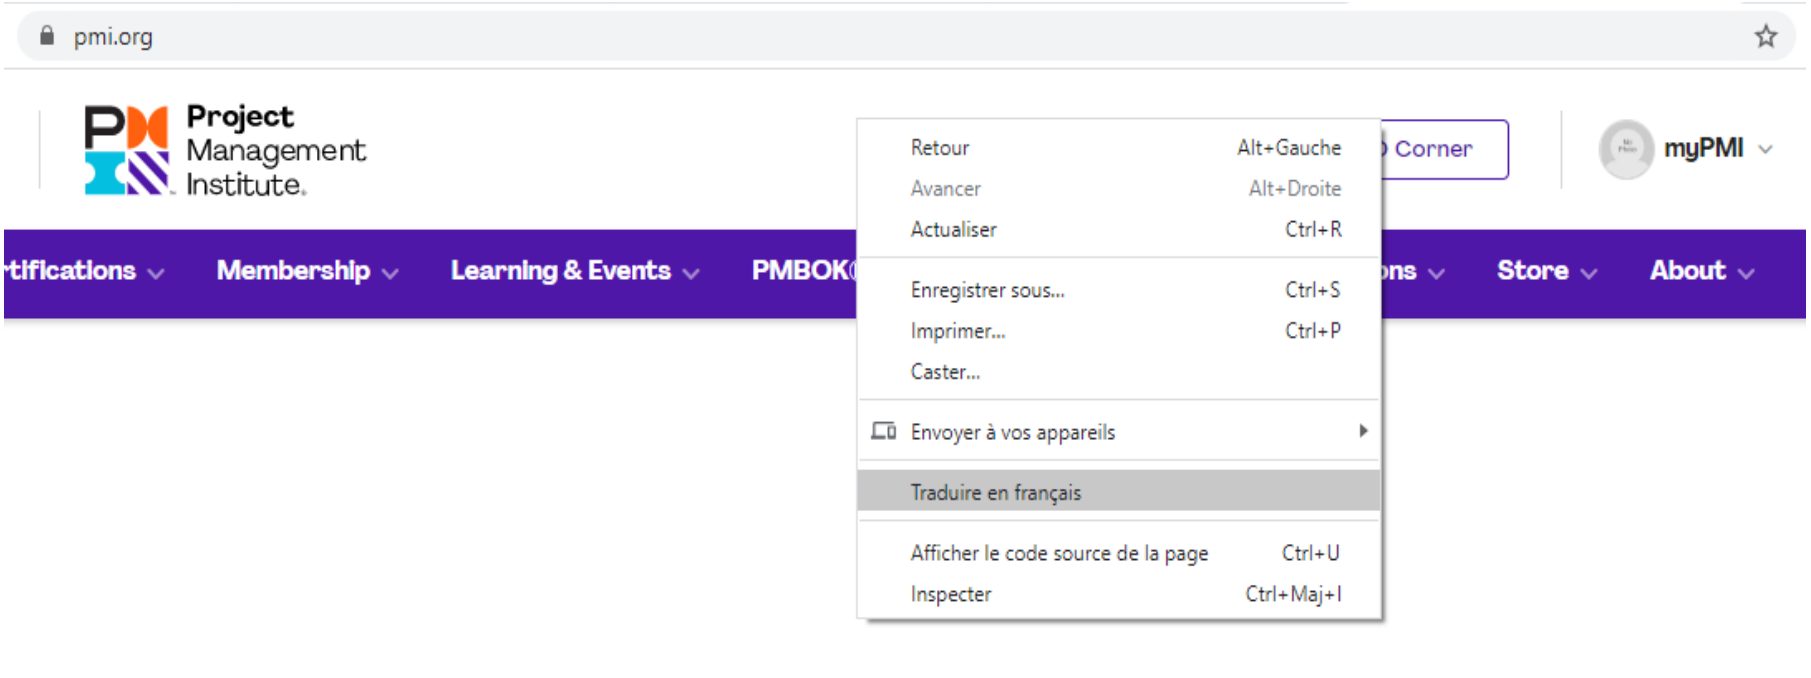 pmi.org
Project
Management
Institute.
Corner
myPMI
Membership
Learning & Events
PMBOK®
Store
About
Retour Alt+Gauche
Avancer Alt+Droite
Actualiser Ctrl+R
Enregistrer sous... Ctrl+S
Imprimer... Ctrl+P
Caster...
Envoyer à vos appareils
Traduire en français
Afficher le code source de la page Ctrl+U
Inspecter Ctrl+Maj+I